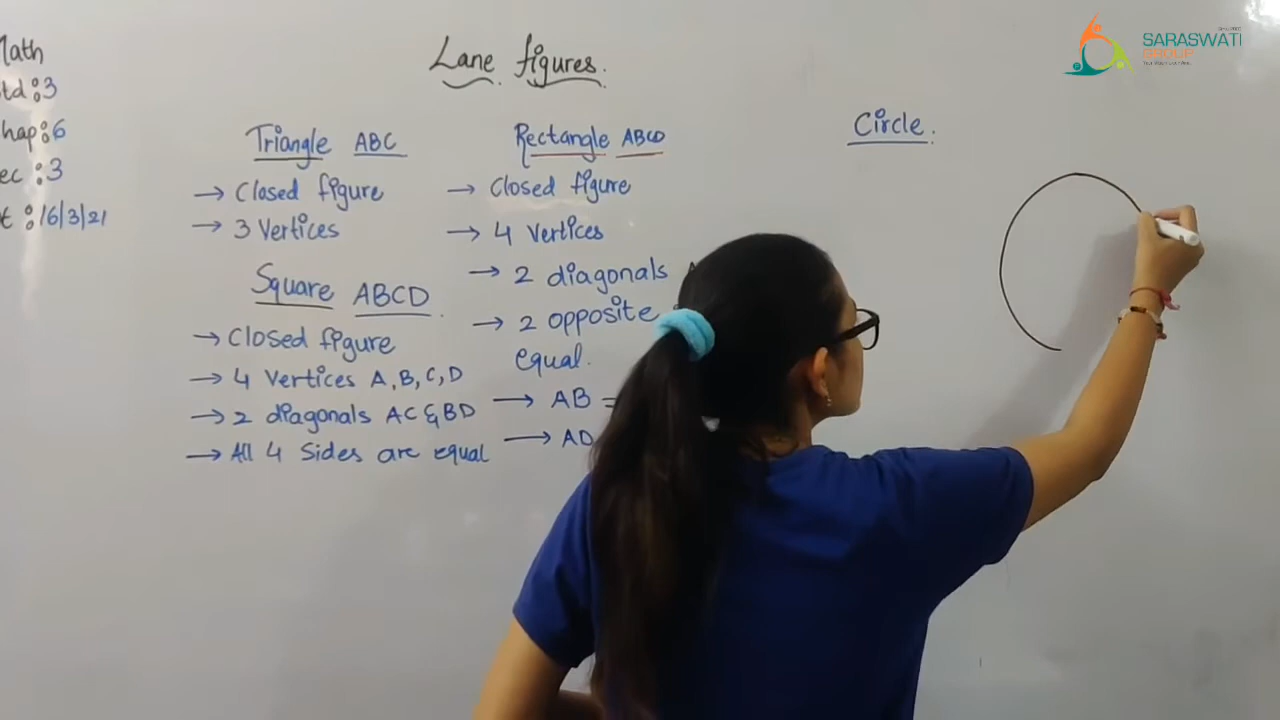 Math
Std : 3
Chap : 6
Lec : 3
16/3/21
Lane figures.
Triangle ABC
→ Closed figure
→ 3 Vertices
Square ABCD
→ Closed figure
→ 4 Vertices A, B, C, D
→ 2 diagonals AC & BD
→ All 4 Sides are equal
Rectangle ABCD
→ Closed figure
→ 4 Vertices
→ 2 diagonals
→ 2 opposite
equal.
→ AB =
→ AD
Circle.
SARASWATI
GROUP